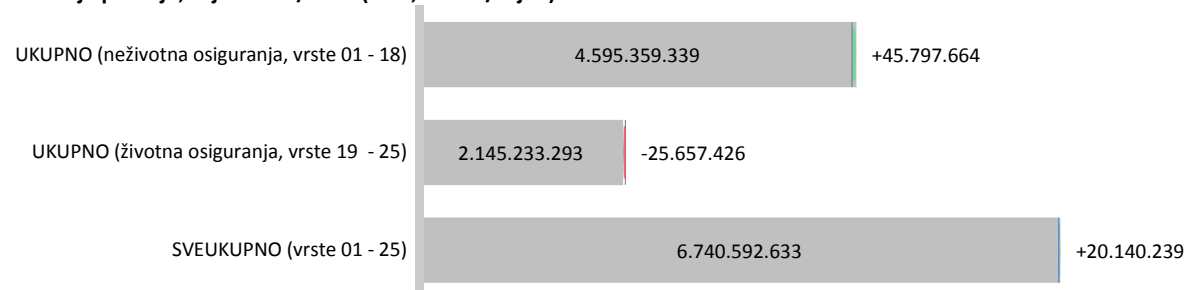 UKUPNO (neživotna osiguranja, vrste 01 - 18) 4.595.359.339 +45.797.664
UKUPNO (životna osiguranja, vrste 19 - 25) 2.145.233.293 -25.657.426
SVEUKUPNO (vrste 01 - 25) 6.740.592.633 +20.140.239